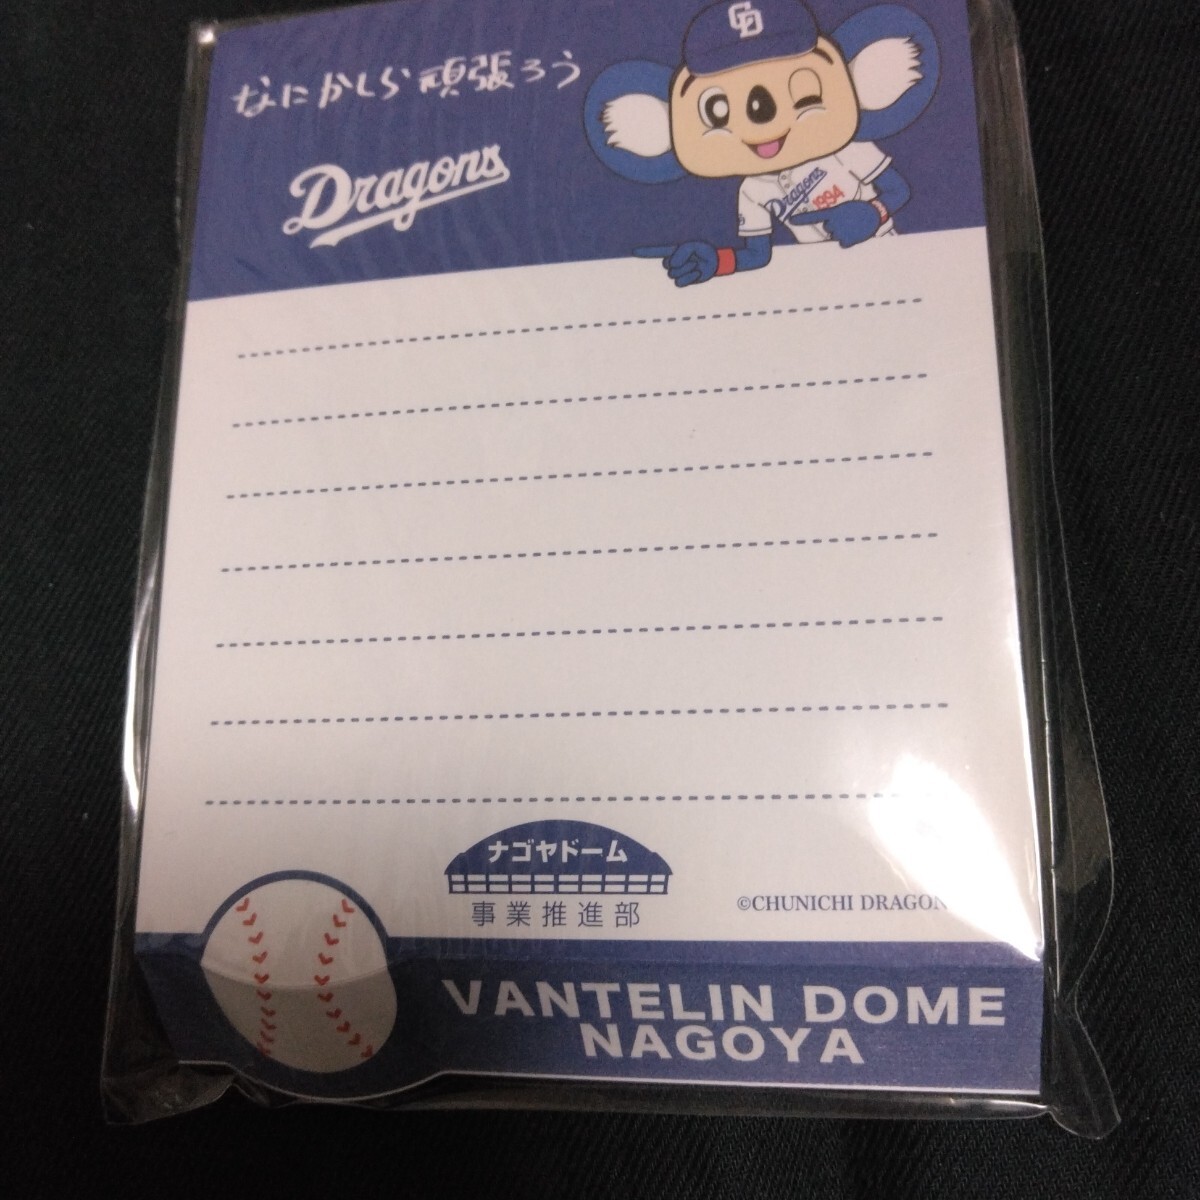 なにかしら頑張ろう
Dragons
CD
Dragons
1994
ナゴヤドーム
事業推進部
©CHUNICHI DRAGON
VANTELIN DOME
NAGOYA